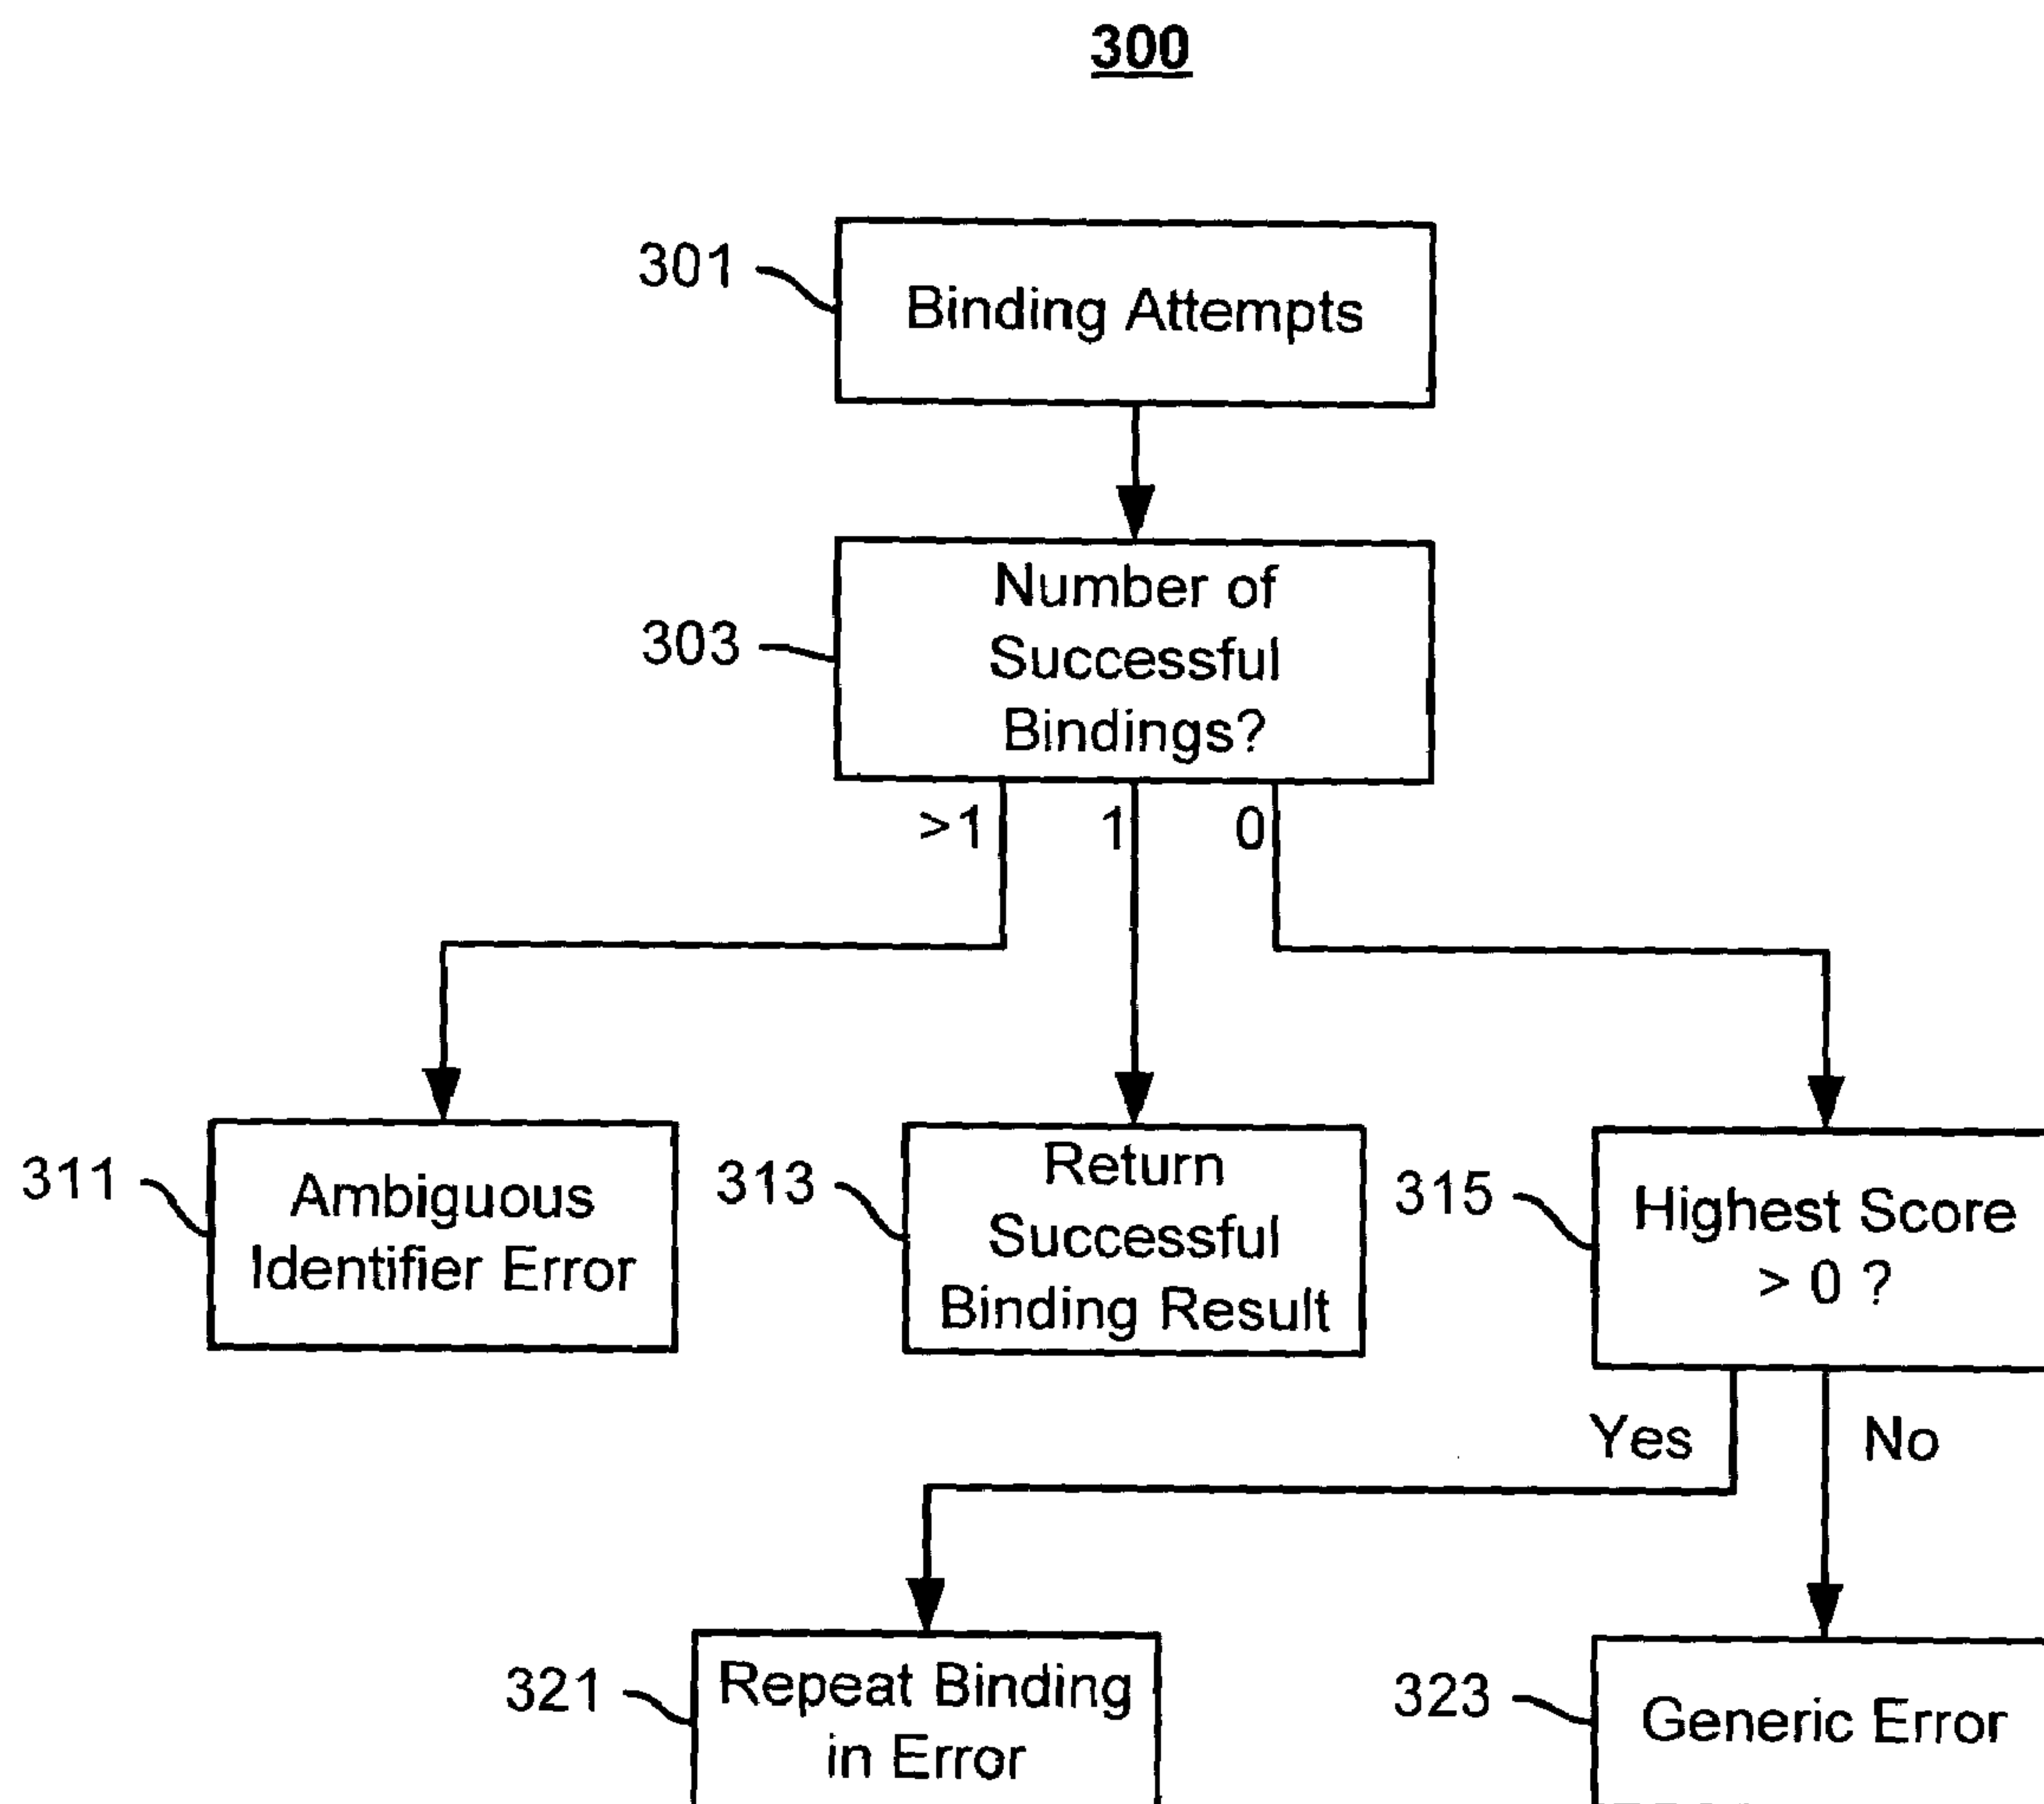 300
301
Binding Attempts
303
Number of
Successful
Bindings?
>1
1
0
311
Ambiguous
Identifier Error
313
Return
Successful
Binding Result
315
Highest Score
> 0 ?
Yes
No
321
Repeat Binding
in Error
323
Generic Error